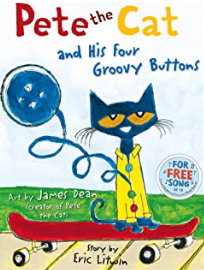 Pete the Cat
and His Four
Groovy Buttons
FOR
FREE
SONG
Art by James Dean
(creator of Pete
the Cat)
Story by
Eric Litwin